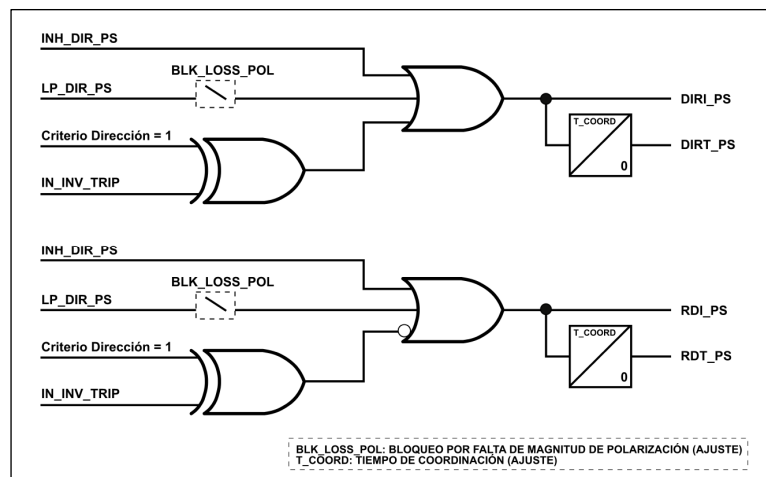 INH_DIR_PS
BLK_LOSS_POL
LP_DIR_PS
DIRI_PS
T_COORD
Criterio Dirección = 1
DIRT_PS
0
IN_INV_TRIP
INH_DIR_PS
BLK_LOSS_POL
LP_DIR_PS
RDI_PS
T_COORD
Criterio Dirección = 1
RDT_PS
0
IN_INV_TRIP
BLK_LOSS_POL: BLOQUEO POR FALTA DE MAGNITUD DE POLARIZACIÓN (AJUSTE)
T_COORD: TIEMPO DE COORDINACIÓN (AJUSTE)